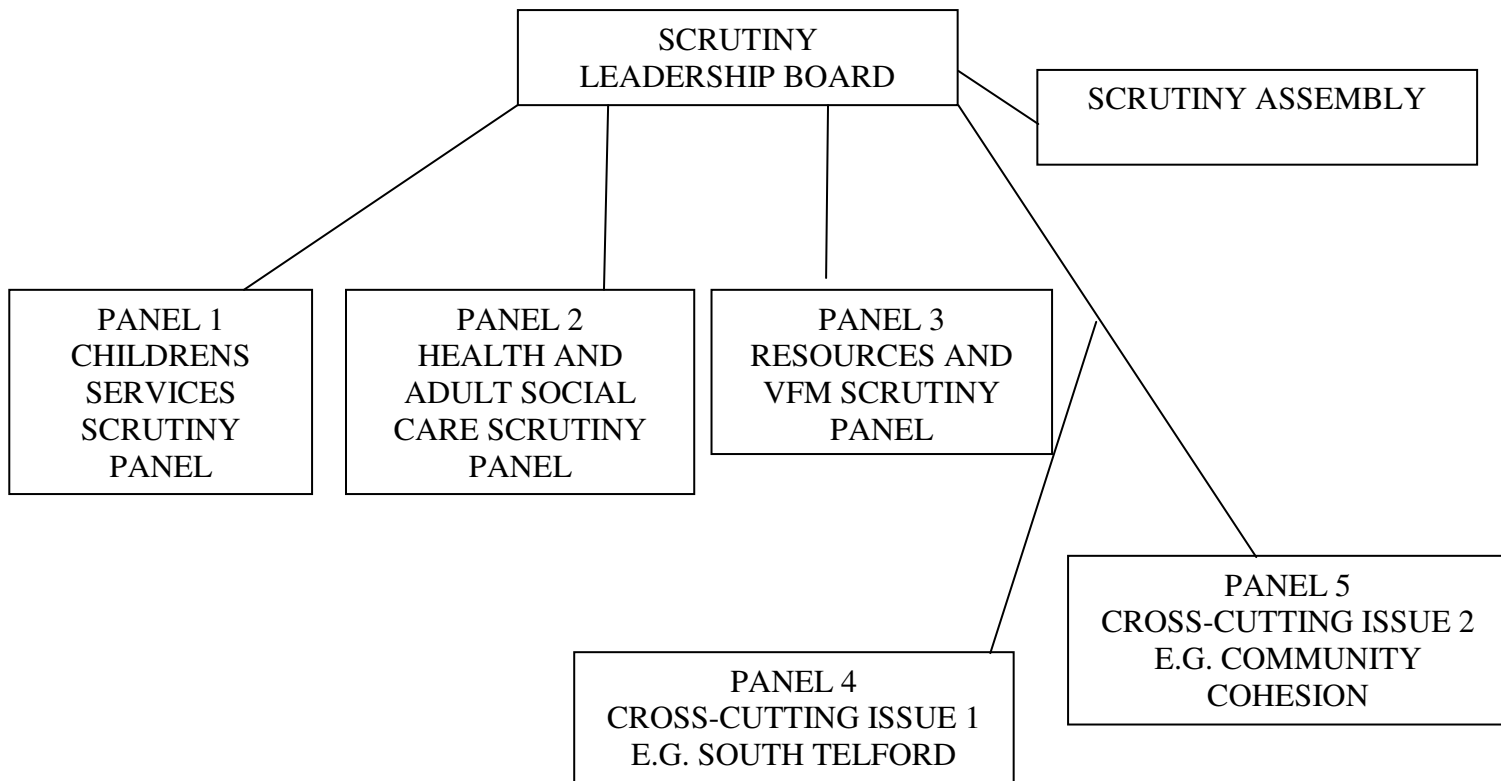 SCRUTINY
LEADERSHIP BOARD
SCRUTINY ASSEMBLY
PANEL 1
CHILDRENS
SERVICES
SCRUTINY
PANEL
PANEL 2
HEALTH AND
ADULT SOCIAL
CARE SCRUTINY
PANEL
PANEL 3
RESOURCES AND
VFM SCRUTINY
PANEL
PANEL 4
CROSS-CUTTING ISSUE 1
E.G. SOUTH TELFORD
PANEL 5
CROSS-CUTTING ISSUE 2
E.G. COMMUNITY
COHESION